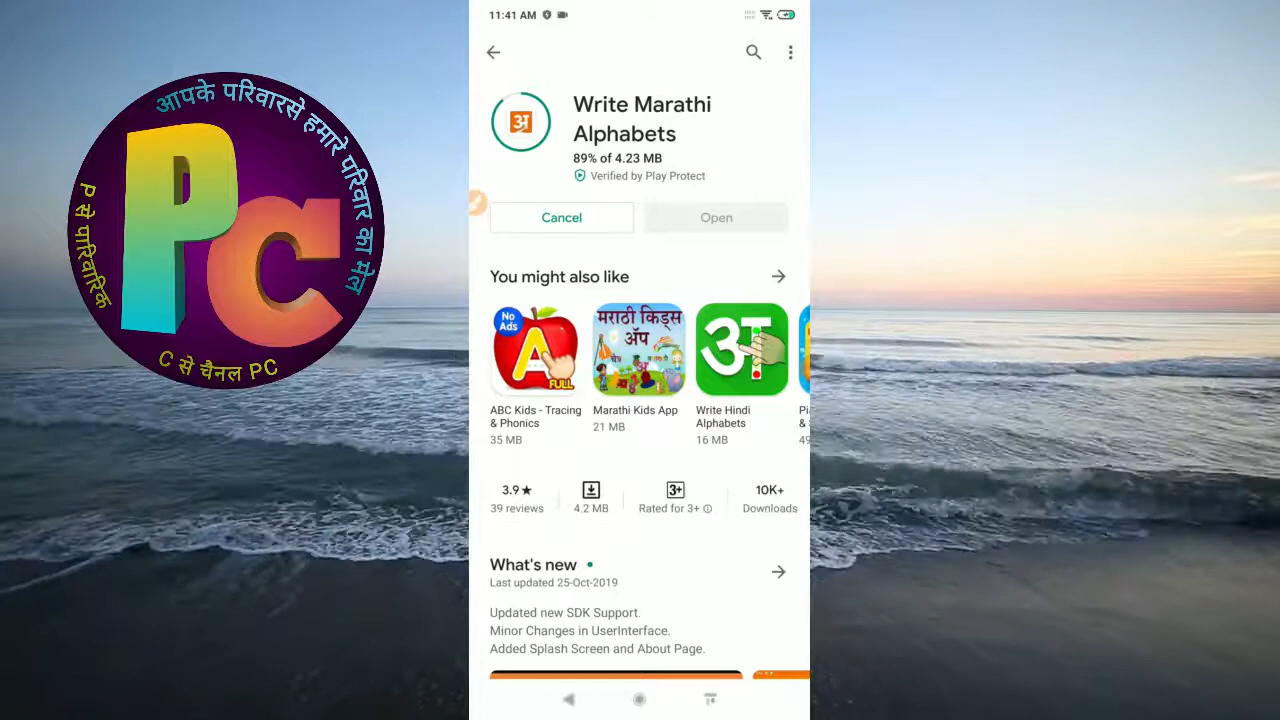 आपके परिवारसे हमारे परिवार का मेल
P से पारिवारिक
PC
C से चैनल PC
11:41 AM
Write Marathi
Alphabets
89% of 4.23 MB
Verified by Play Protect
Cancel
Open
You might also like
No
Ads
A
FULL
मराठी किड्स
ॲप
अ
अ
ABC Kids - Tracing
& Phonics
35 MB
Marathi Kids App
21 MB
Write Hindi
Alphabets
16 MB
Pi
&
49
3.9★
39 reviews
4.2 MB
3+
Rated for 3+
10K+
Downloads
What's new
Last updated 25-Oct-2019
Updated new SDK Support.
Minor Changes in UserInterface.
Added Splash Screen and About Page.